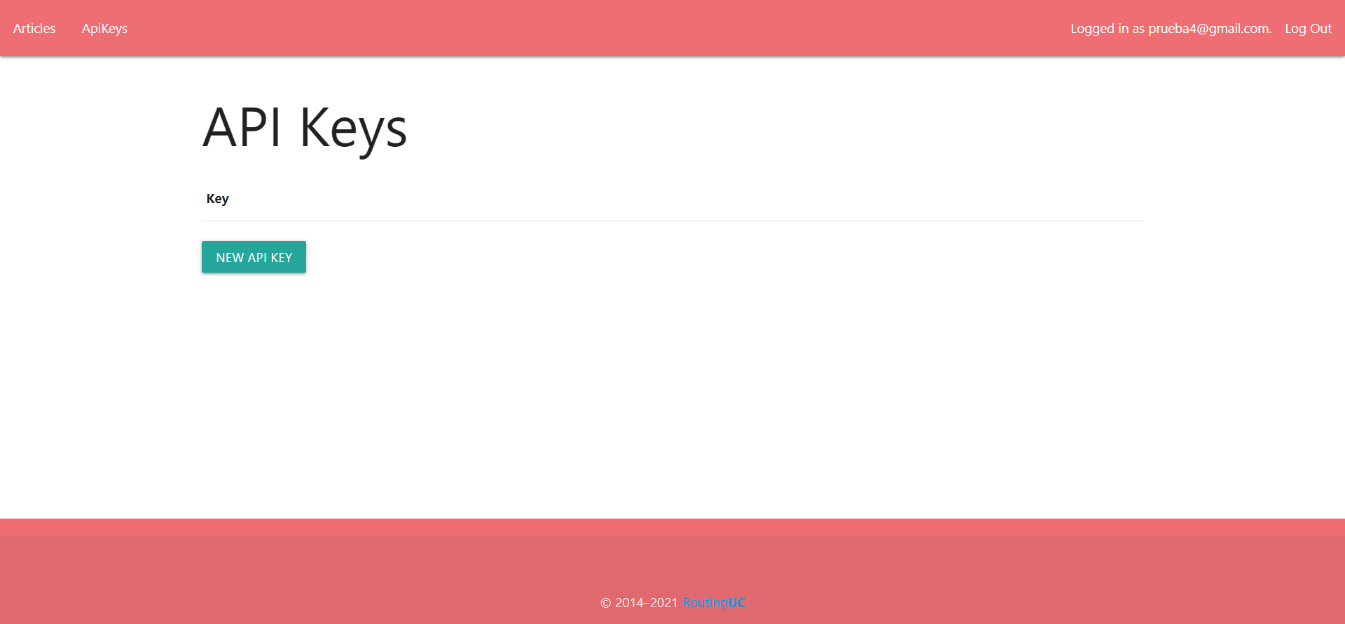 Articles ApiKeys Logged in as prueba4@gmail.com. Log Out
API Keys
Key
NEW API KEY
© 2014–2021 RoutingUC